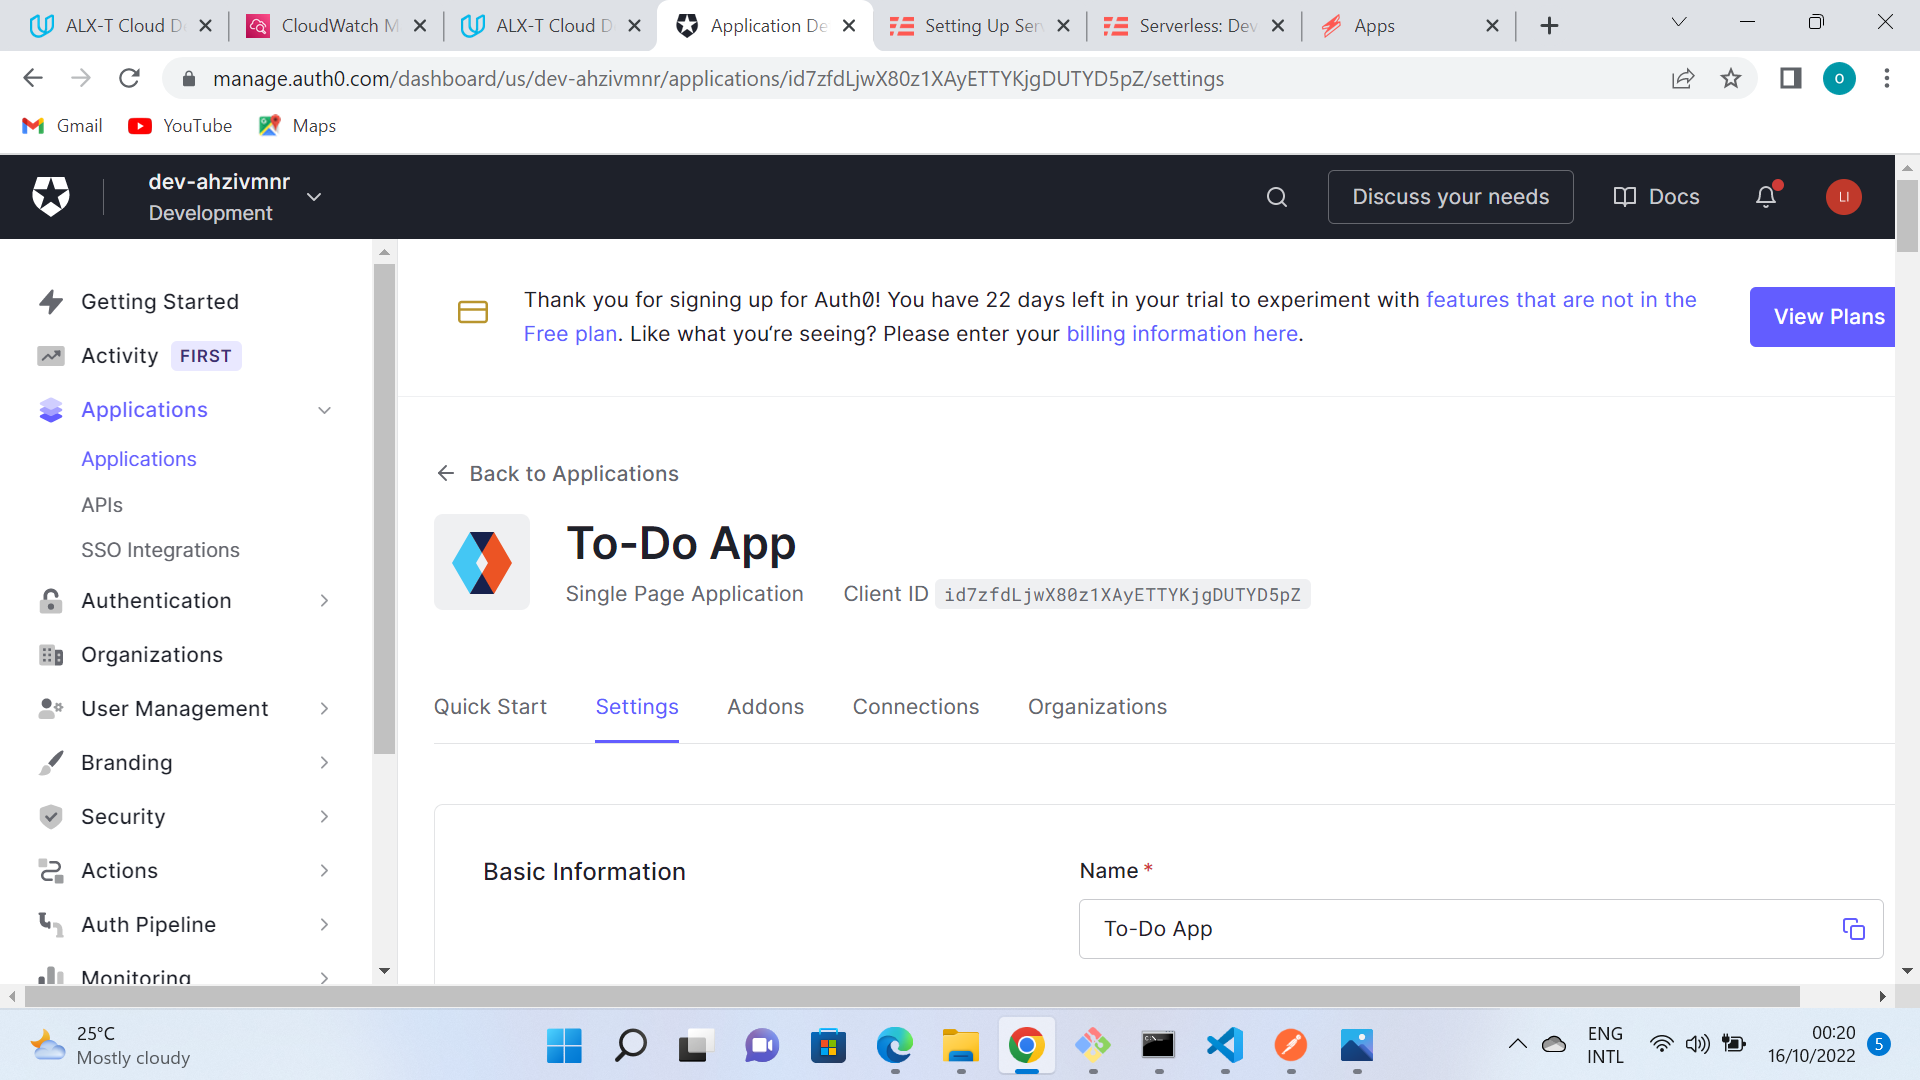 ALX-T Cloud D
CloudWatch M
ALX-T Cloud D
Application De
Setting Up Ser
Serverless: Dev
Apps
manage.auth0.com/dashboard/us/dev-ahzivmnr/applications/id7zfdLjwX80z1XAyETTYKjgDUTYD5pZ/settings
o
Gmail
YouTube
Maps
dev-ahzivmnr
Development
Discuss your needs
Docs
LI
Getting Started
Activity FIRST
Applications
Applications
APIs
SSO Integrations
Authentication
Organizations
User Management
Branding
Security
Actions
Auth Pipeline
Monitoring
Thank you for signing up for Auth0! You have 22 days left in your trial to experiment with features that are not in the
Free plan. Like what you‘re seeing? Please enter your billing information here.
View Plans
Back to Applications
To-Do App
Single Page Application
Client ID id7zfdLjwX80z1XAyETTYKjgDUTYD5pZ
Quick Start
Settings
Addons
Connections
Organizations
Basic Information
Name *
To-Do App
25°C
Mostly cloudy
ENG
INTL
00:20
16/10/2022
5